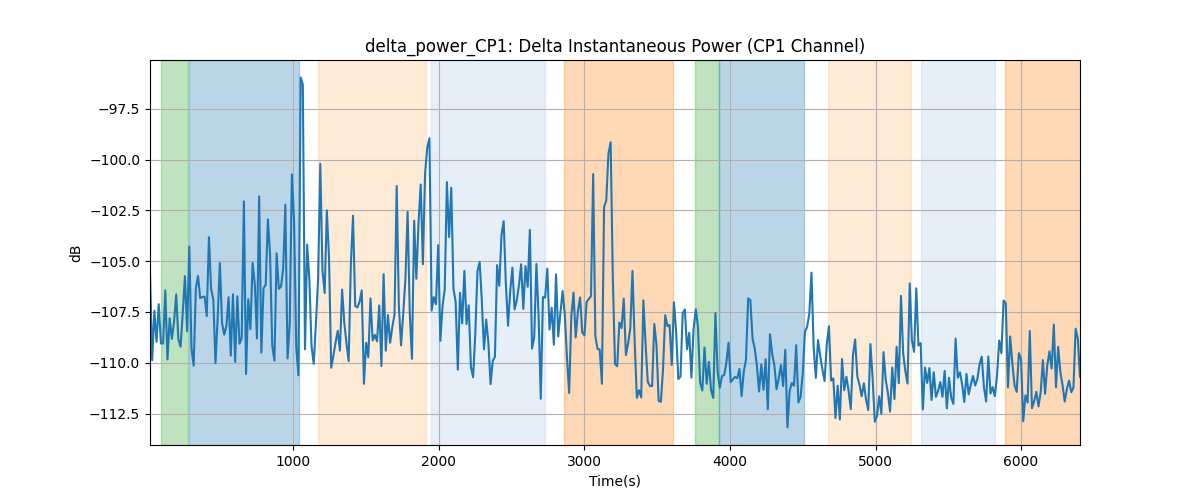 delta_power_CP1: Delta Instantaneous Power (CP1 Channel)
dB
−97.5
−100.0
−102.5
−105.0
−107.5
−110.0
−112.5
1000 2000 3000 4000 5000 6000
Time(s)